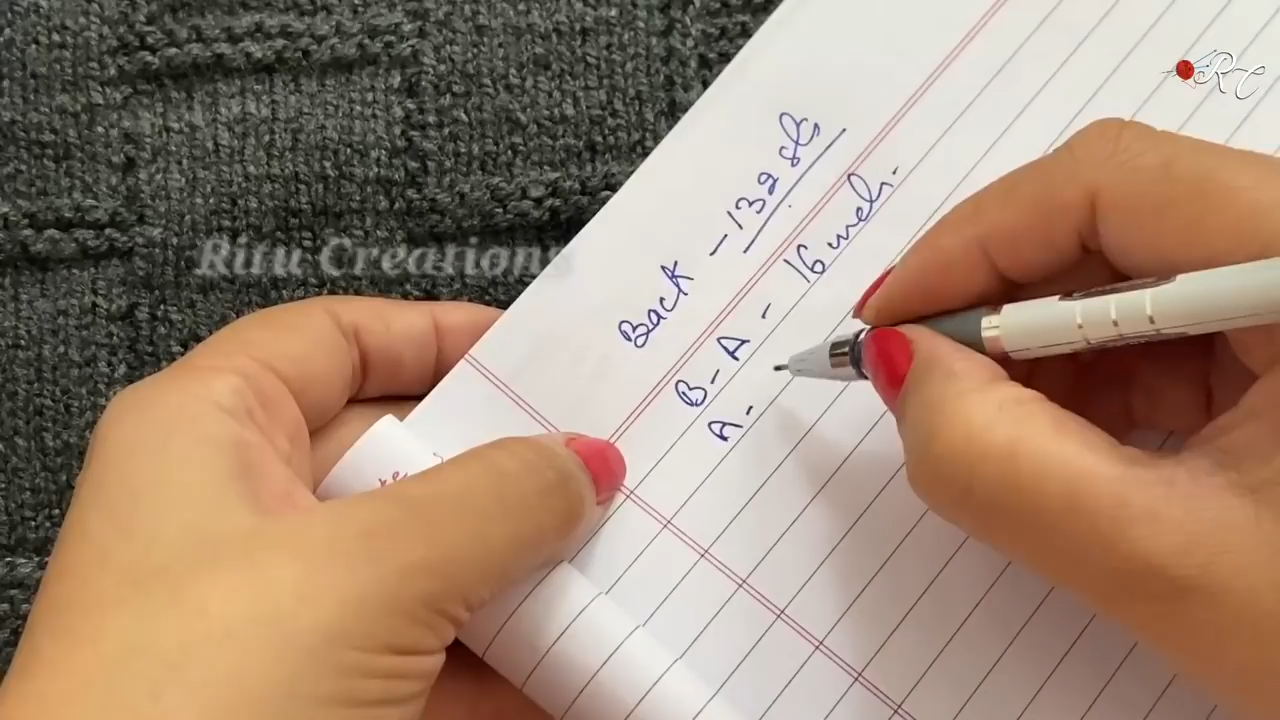 Back - 132 st
B-A - 16 inch.
A-
Ritu Creations
RC